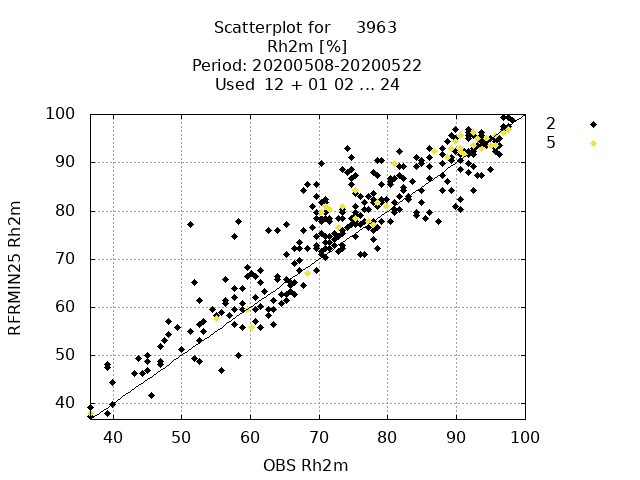 Scatterplot for     3963
Rh2m [%]
Period: 20200508-20200522
Used  12 + 01 02 ... 24
2
5
100
90
80
70
60
50
40
RFRMIN25 Rh2m
40 50 60 70 80 90 100
OBS Rh2m